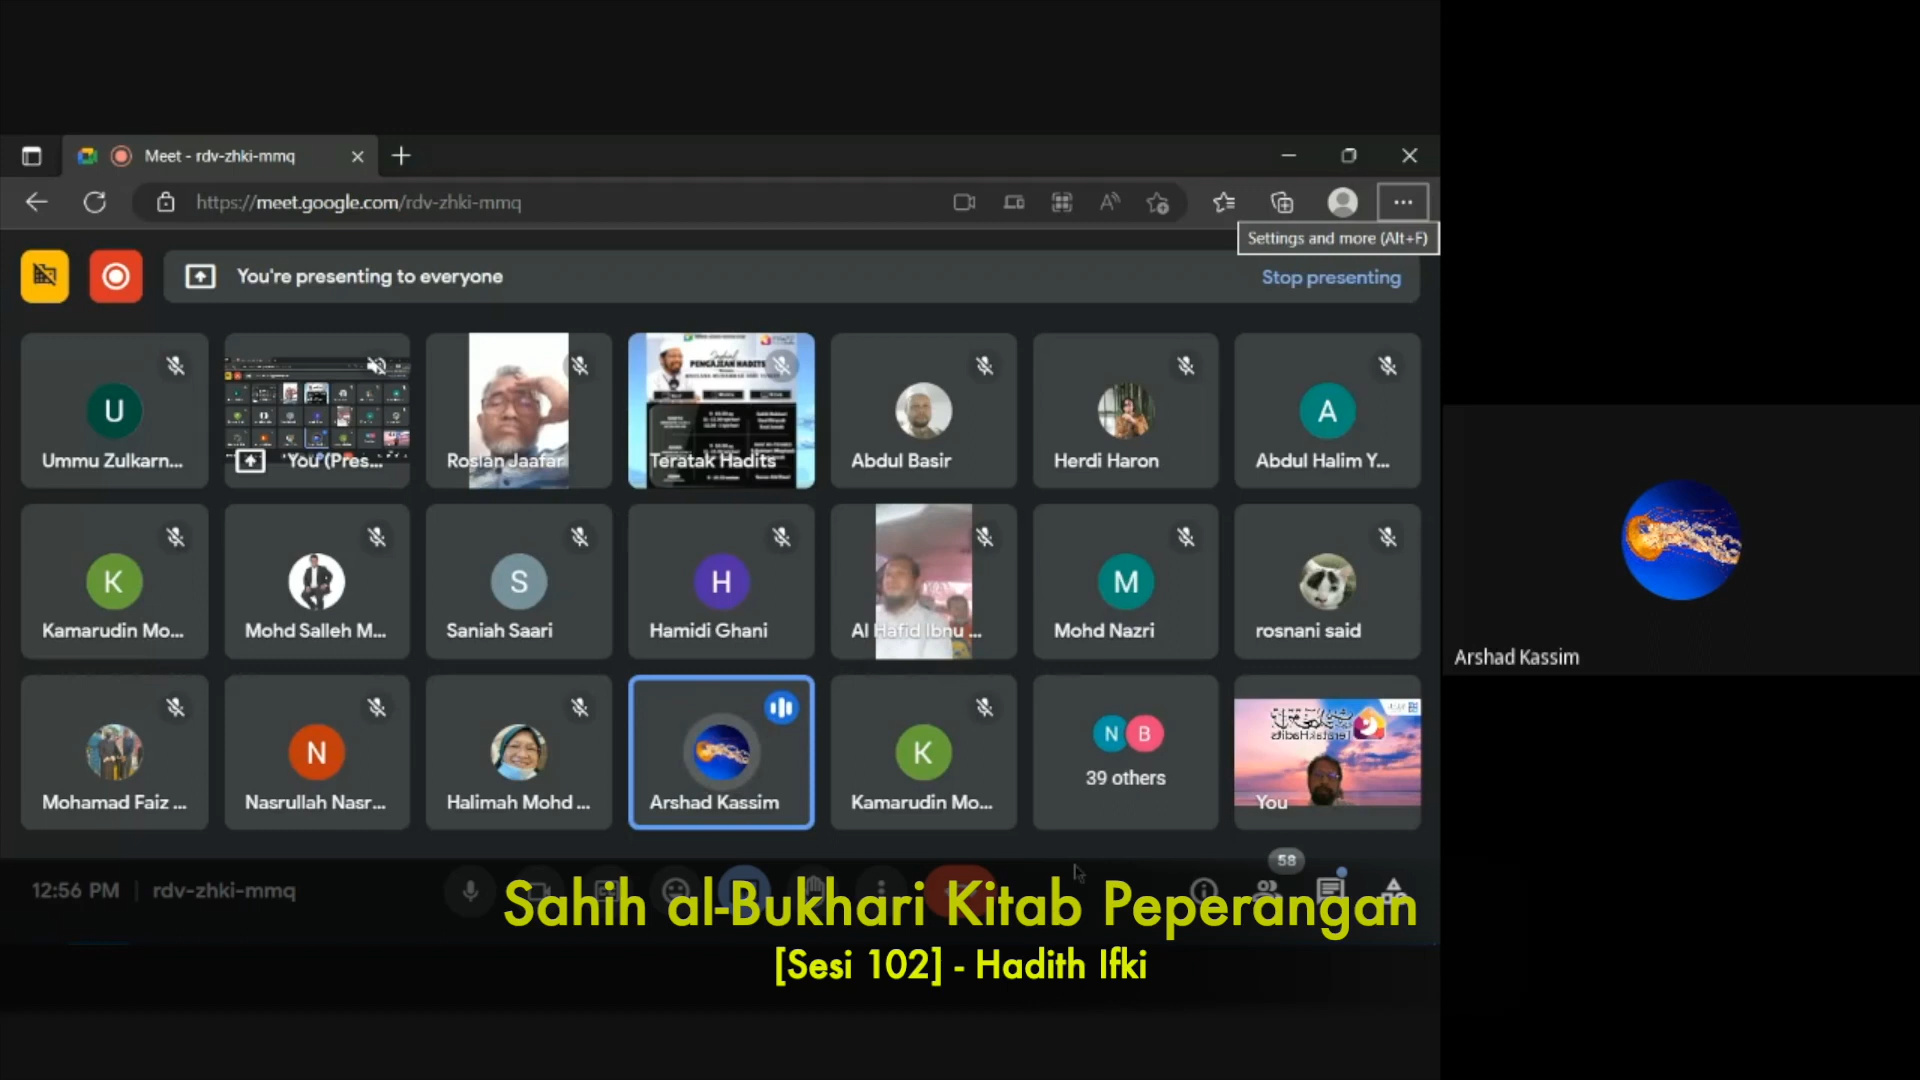 Meet - rdv-zhki-mmq
https://meet.google.com/rdv-zhki-mmq
Settings and more (Alt+F)
You're presenting to everyone
Stop presenting
U
Ummu Zulkarn...
You (Pres...
Roslan Jaafar
PENGAJIAN HADITS
Teratak Hadits
Abdul Basir
Herdi Haron
A
Abdul Halim Y...
K
Kamarudin Mo...
Mohd Salleh M...
S
Saniah Saari
H
Hamidi Ghani
Al Hafid Ibnu ...
M
Mohd Nazri
rosnani said
Arshad Kassim
Mohamad Faiz ...
N
Nasrullah Nasr...
Halimah Mohd ...
Arshad Kassim
K
Kamarudin Mo...
N B
39 others
TeratakHadits
You
58
12:56 PM | rdv-zhki-mmq
Sahih al-Bukhari Kitab Peperangan
[Sesi 102] - Hadith Ifki